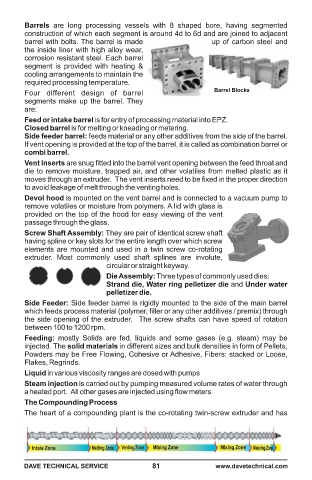 Barrels are long processing vessels with 8 shaped bore, having segmented
construction of which each segment is around 4d to 6d and are joined to adjacent
barrel with bolts. The barrel is made up of carbon steel and
the inside liner with high alloy wear,
corrosion resistant steel. Each barrel
segment is provided with heating &
cooling arrangements to maintain the
required processing temperature.
Barrel Blocks
Four different design of barrel
segments make up the barrel. They
are:
Feed or intake barrel is for entry of processing material into EPZ.
Closed barrel is for melting or kneading or metering.
Side feeder barrel: feeds material or any other additives from the side of the barrel.
If vent opening is provided at the top of the barrel, it is called as combination barrel or
combi barrel.
Vent Inserts are snug fitted into the barrel vent opening between the feed throat and
die to remove moisture, trapped air, and other volatiles from melted plastic as it
moves through an extruder. The vent inserts need to be fixed in the proper direction
to avoid leakage of melt through the venting holes.
Devol hood is mounted on the vent barrel and is connected to a vacuum pump to
remove volatiles or moisture from polymers. A lid with glass is
provided on the top of the hood for easy viewing of the vent
passage through the glass.
Screw Shaft Assembly: They are pair of identical screw shaft
having spline or key slots for the entire length over which screw
elements are mounted and used in a twin screw co-rotating
extruder. Most commonly used shaft splines are involute,
circular or straight keyway.
Die Assembly: Three types of commonly used dies:
Strand die, Water ring pelletizer die and Under water
pelletizer die.
Side Feeder: Side feeder barrel is rigidly mounted to the side of the main barrel
which feeds process material (polymer, filler or any other additives / premix) through
the side opening of the extruder. The screw shafts can have speed of rotation
between 100 to 1200 rpm.
Feeding: mostly Solids are fed, liquids and some gases (e.g. steam) may be
injected. The solid materials in different sizes and bulk densities in form of Pellets,
Powders may be Free Flowing, Cohesive or Adhesive, Fibers: stacked or Loose,
Flakes, Regrinds.
Liquid in various viscosity ranges are dosed with pumps
Steam injection is carried out by pumping measured volume rates of water through
a heated port. All other gases are injected using flow meters.
The Compounding Process
The heart of a compounding plant is the co-rotating twin-screw extruder and has
Intake Zone Melting Zone Venting Zone Mixing Zone Mixing Zone Metering Zone
DAVE TECHNICAL SERVICE 81 www.davetechnical.com